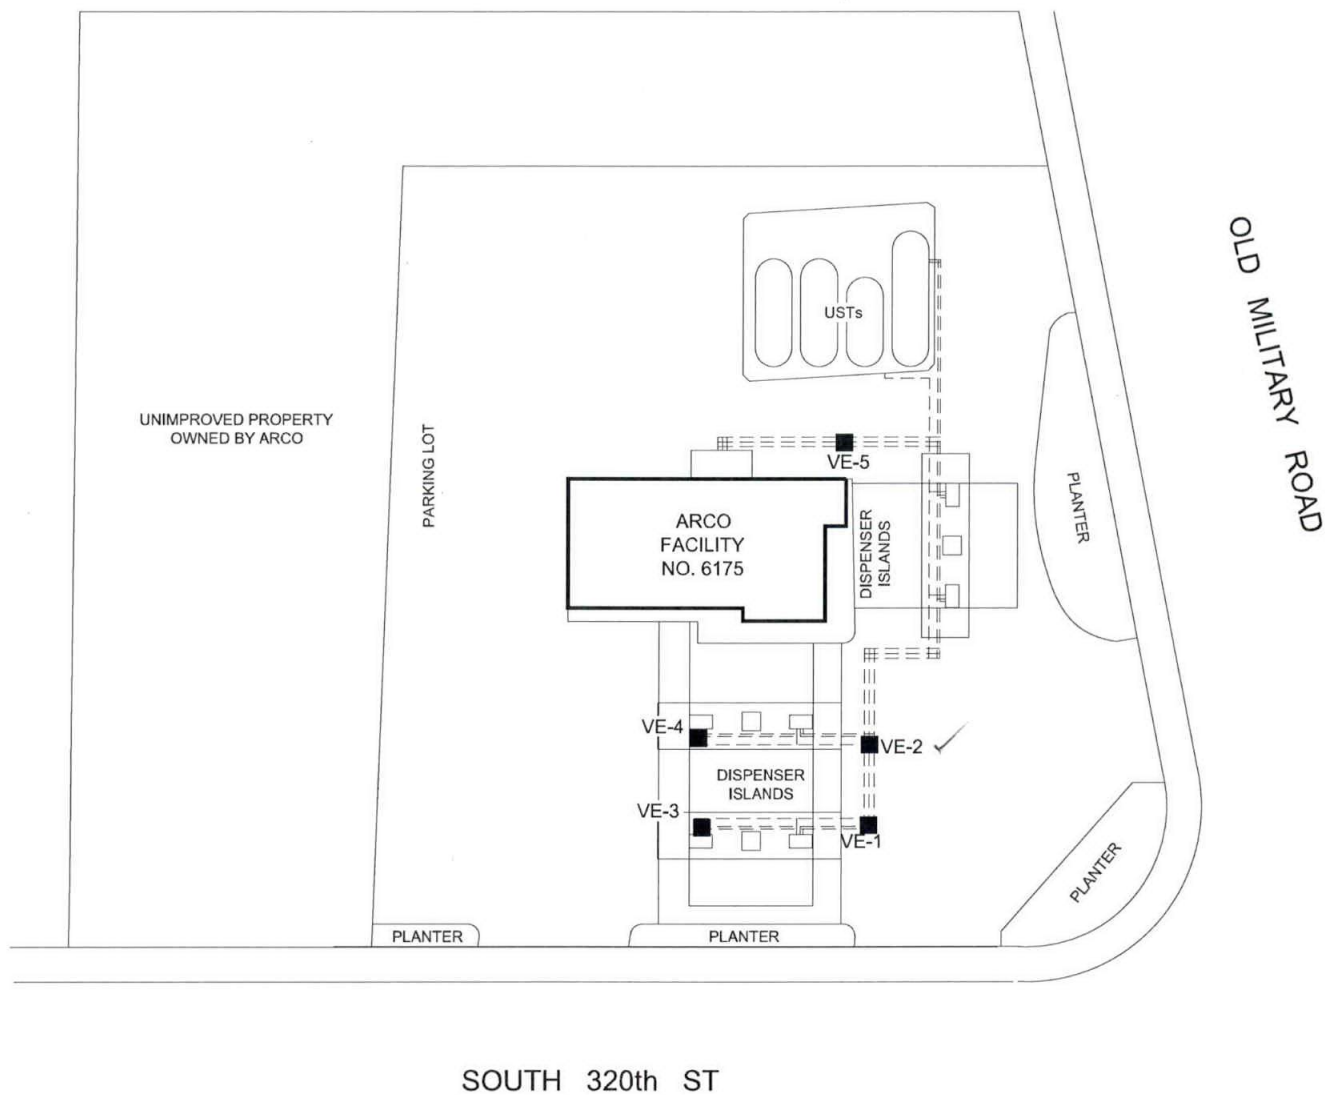 OLD MILITARY ROAD
USTs
UNIMPROVED PROPERTY
OWNED BY ARCO
PARKING LOT
VE-5
PLANTER
ARCO
FACILITY
NO. 6175
DISPENSER
ISLANDS
VE-4
VE-2
DISPENSER
ISLANDS
VE-3
VE-1
PLANTER
PLANTER
PLANTER
SOUTH 320th ST